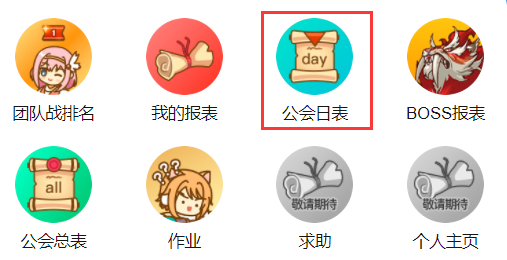 1
day
团队战排名
我的报表
公会日表
BOSS报表
all
???
敬请期待
敬请期待
公会总表
作业
求助
个人主页